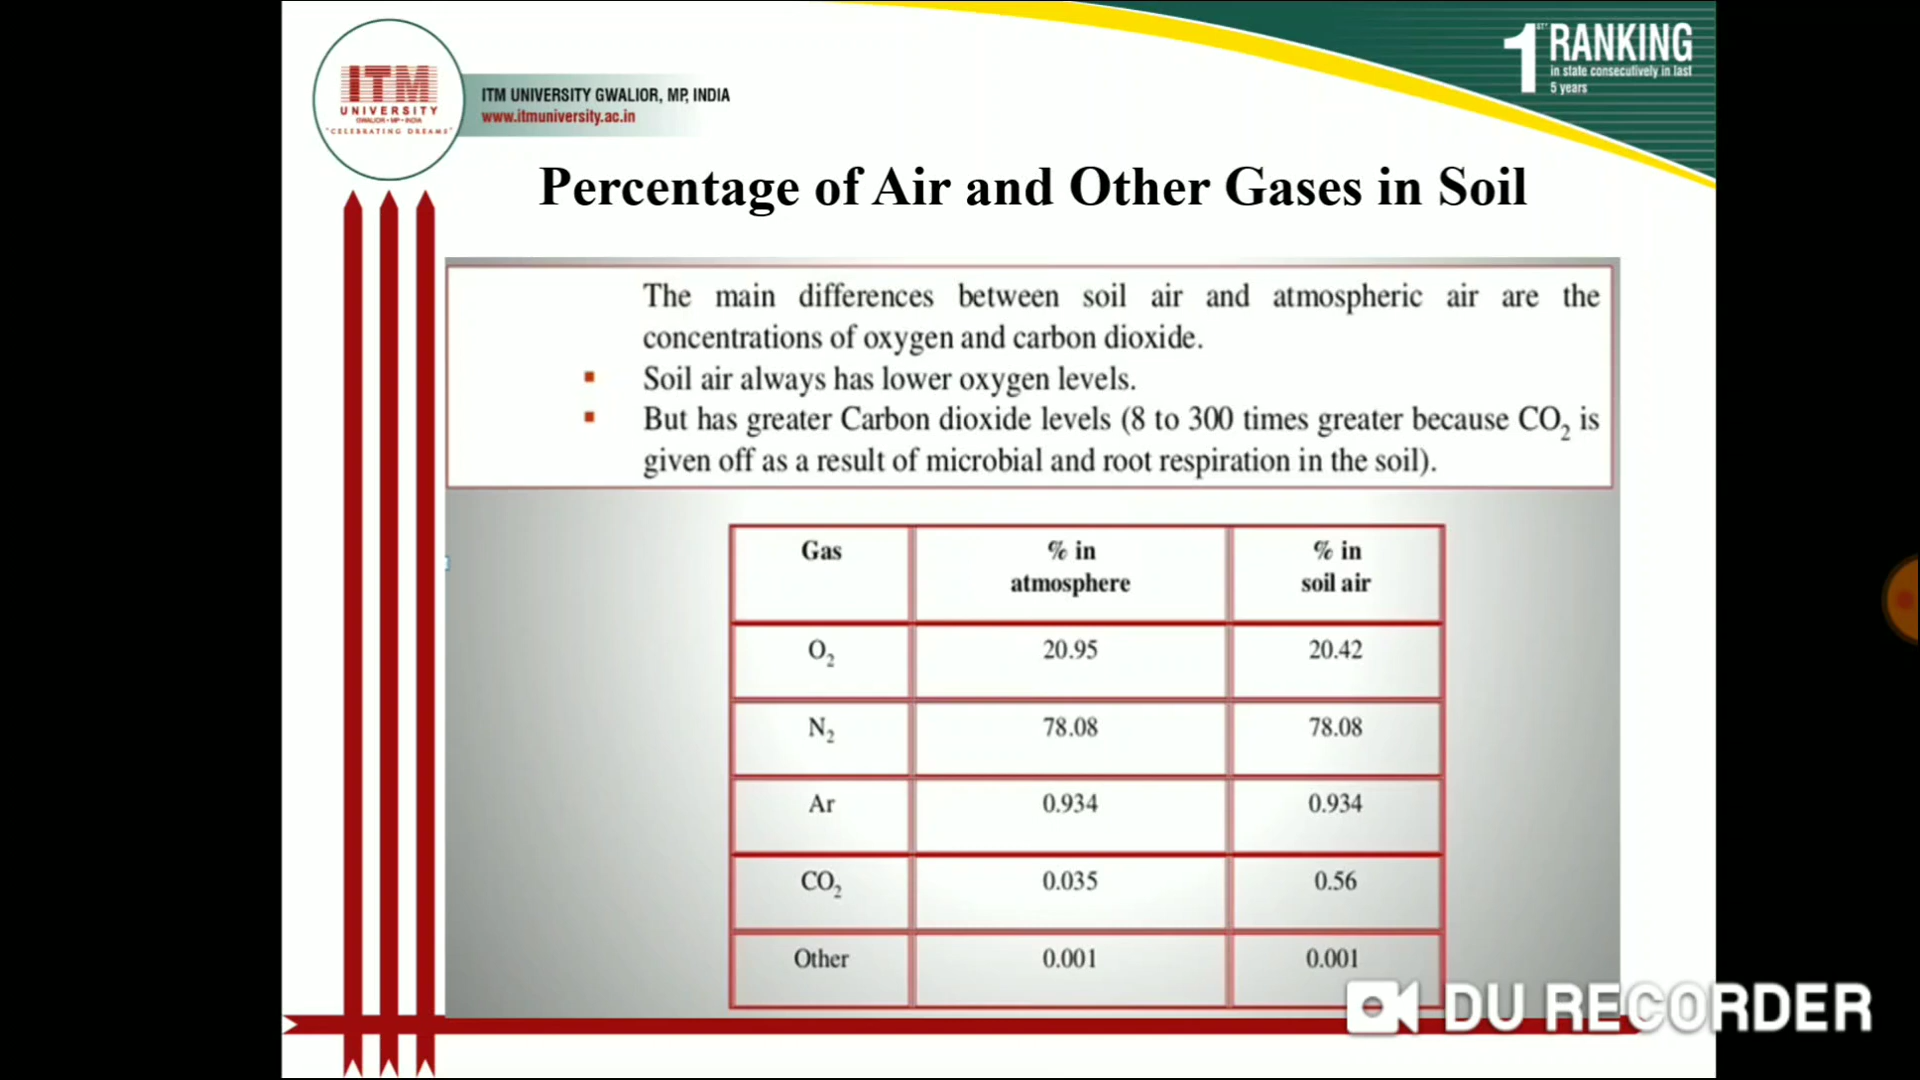 ITM
UNIVERSITY
GWALIOR • MP • INDIA
"CELEBRATING DREAMS"
ITM UNIVERSITY GWALIOR, MP, INDIA
www.itmuniversity.ac.in
1ST RANKING
in state consecutively in last
5 years
Percentage of Air and Other Gases in Soil
The main differences between soil air and atmospheric air are the
concentrations of oxygen and carbon dioxide.
▪ Soil air always has lower oxygen levels.
▪ But has greater Carbon dioxide levels (8 to 300 times greater because CO₂ is
given off as a result of microbial and root respiration in the soil).
Gas % in atmosphere % in soil air
O₂ 20.95 20.42
N₂ 78.08 78.08
Ar 0.934 0.934
CO₂ 0.035 0.56
Other 0.001 0.001
DU RECORDER